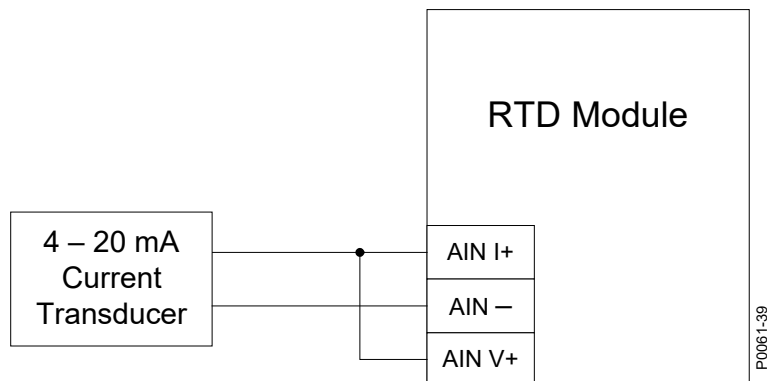 RTD Module
4 – 20 mA
Current
Transducer
AIN I+
AIN –
AIN V+
P0061-39